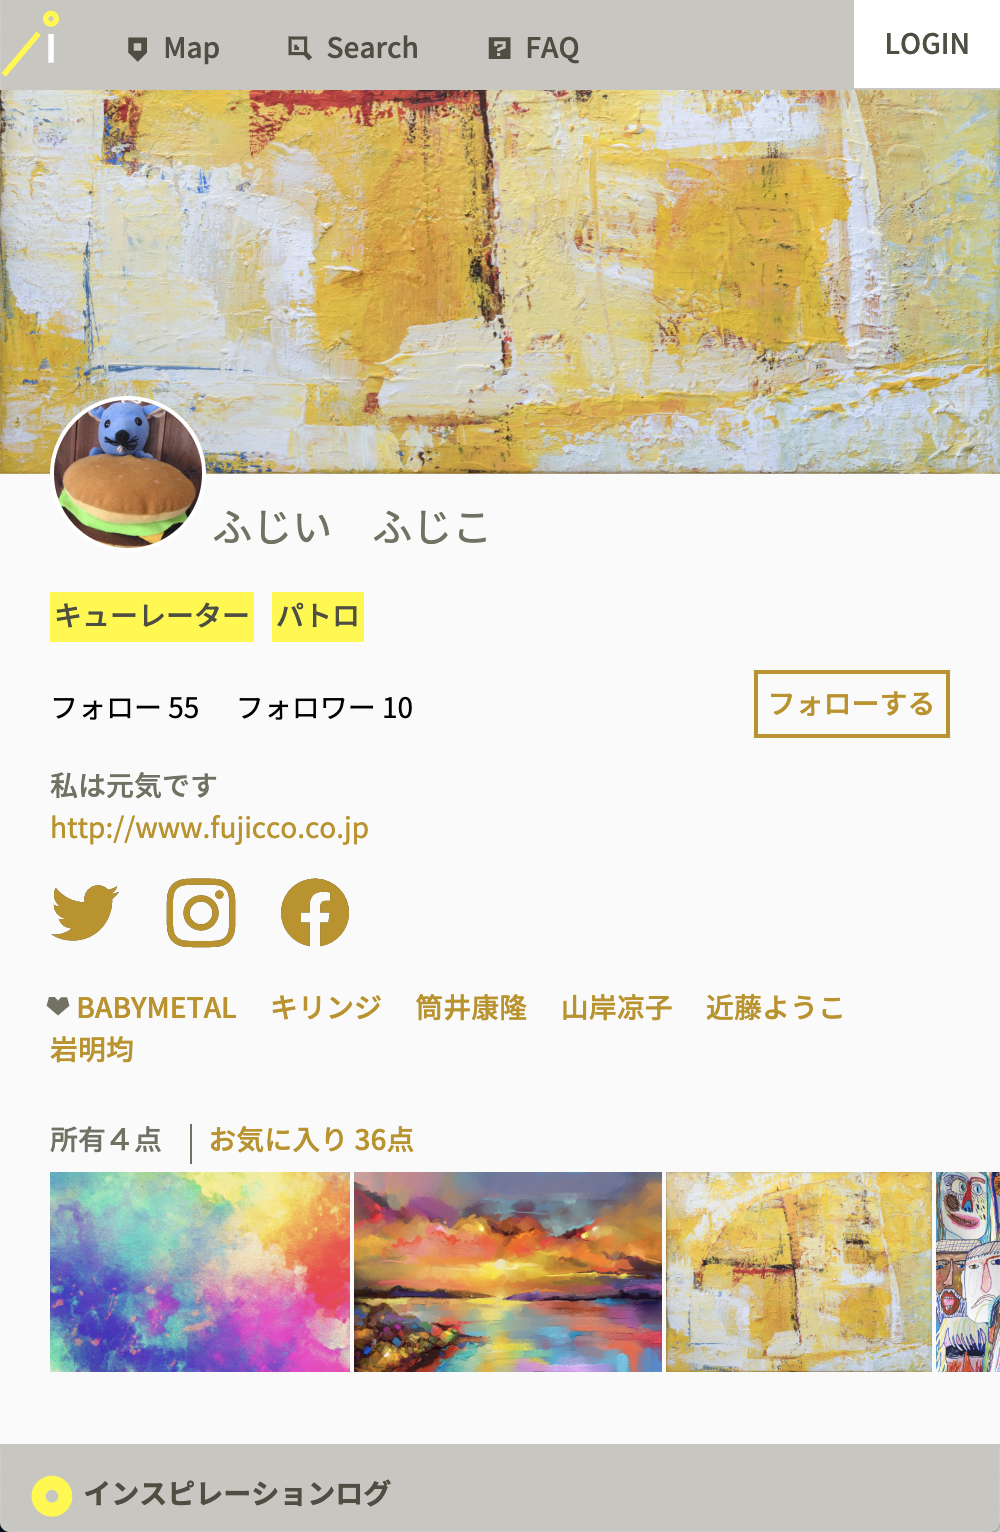 Map Search FAQ LOGIN
ふじい　ふじこ
キューレーター パトロ
フォロー 55 フォロワー 10 フォローする
私は元気です
http://www.fujicco.co.jp
BABYMETAL キリンジ 筒井康隆 山岸凉子 近藤ようこ
岩明均
所有４点 お気に入り 36点
インスピレーションログ